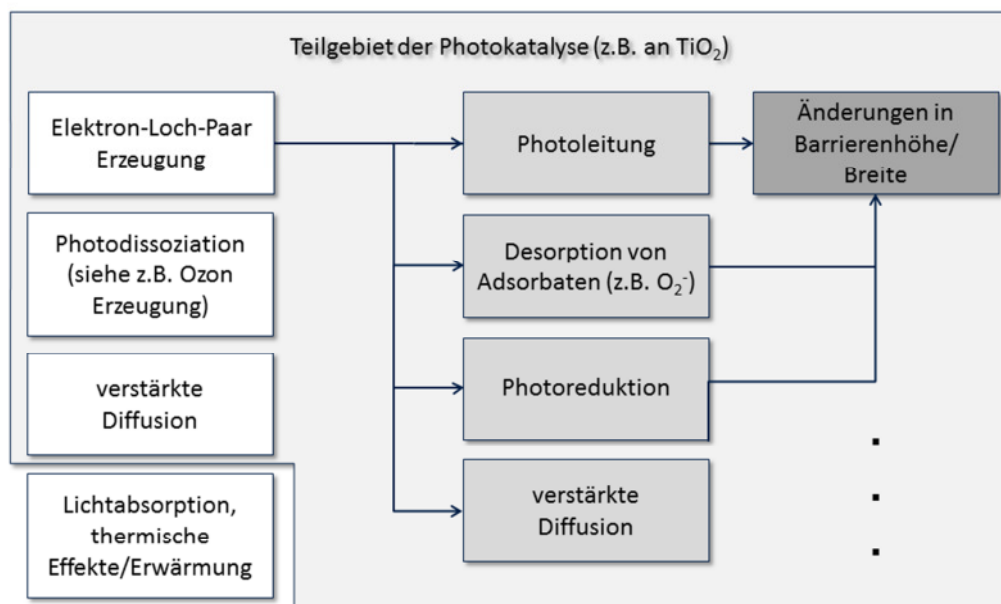 Teilgebiet der Photokatalyse (z.B. an TiO₂)
Elektron-Loch-Paar
Erzeugung
Photodissoziation
(siehe z.B. Ozon
Erzeugung)
verstärkte
Diffusion
Lichtabsorption,
thermische
Effekte/Erwärmung
Photoleitung
Desorption von
Adsorbaten (z.B. O₂⁻)
Photoreduktion
verstärkte
Diffusion
Änderungen in
Barrierenhöhe/
Breite